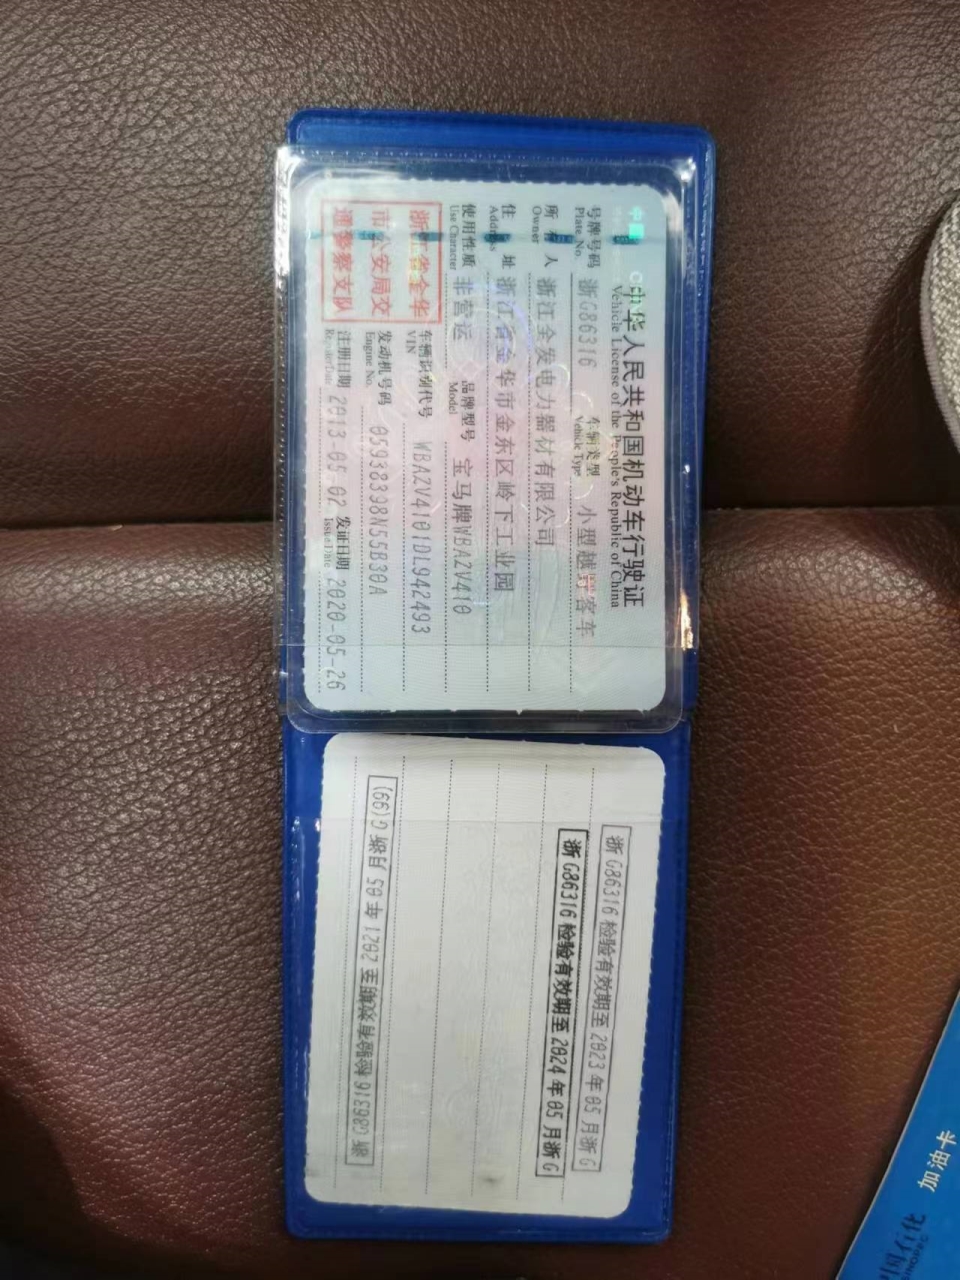 中华人民共和国机动车行驶证
Vehicle License of the People's Republic of China
号牌号码 浙G86316 车辆类型 小型越野客车
Plate No. Vehicle Type
所有人 浙江全发电力器材有限公司
Owner
住址 浙江省金华市金东区岭下工业园
Address
使用性质 非营运 品牌型号 宝马牌WBAZV410
Use Character Model
浙江省金华
市公安局交
通警察支队
车辆识别代号 WBAZV4101DL942493
VIN
发动机号码 05938398N55B30A
Engine No.
注册日期 2013-05-02 发证日期 2020-05-26
Register Date Issue Date
浙G86316检验有效期至2023年05月浙G
浙G86316检验有效期至2024年05月浙G
浙G86316检验有效期至2021年05月浙G(99)
加油卡